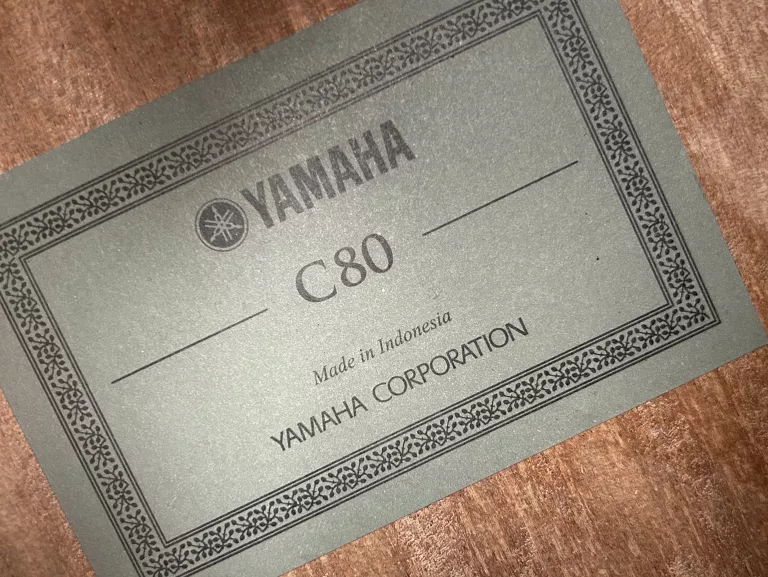 YAMAHA
C80
Made in Indonesia
YAMAHA CORPORATION